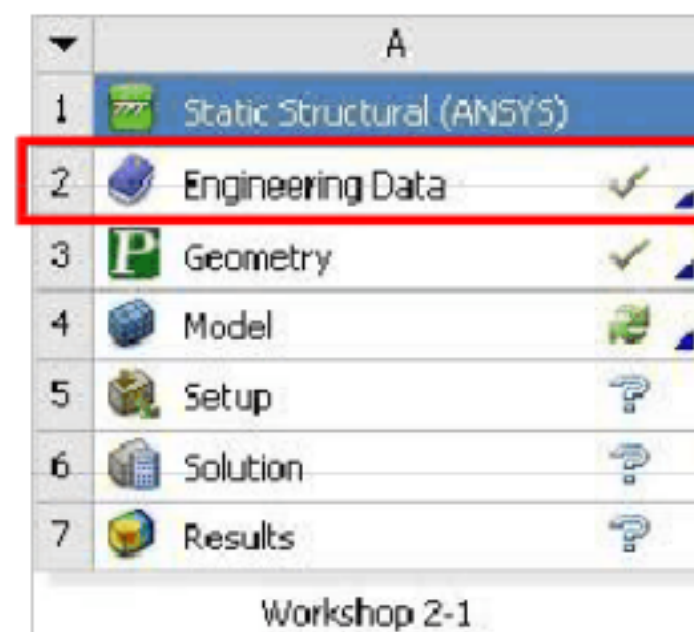 A
1 Static Structural (ANSYS)
2 Engineering Data
3 P Geometry
4 Model
5 Setup ?
6 Solution ?
7 Results ?
Workshop 2-1